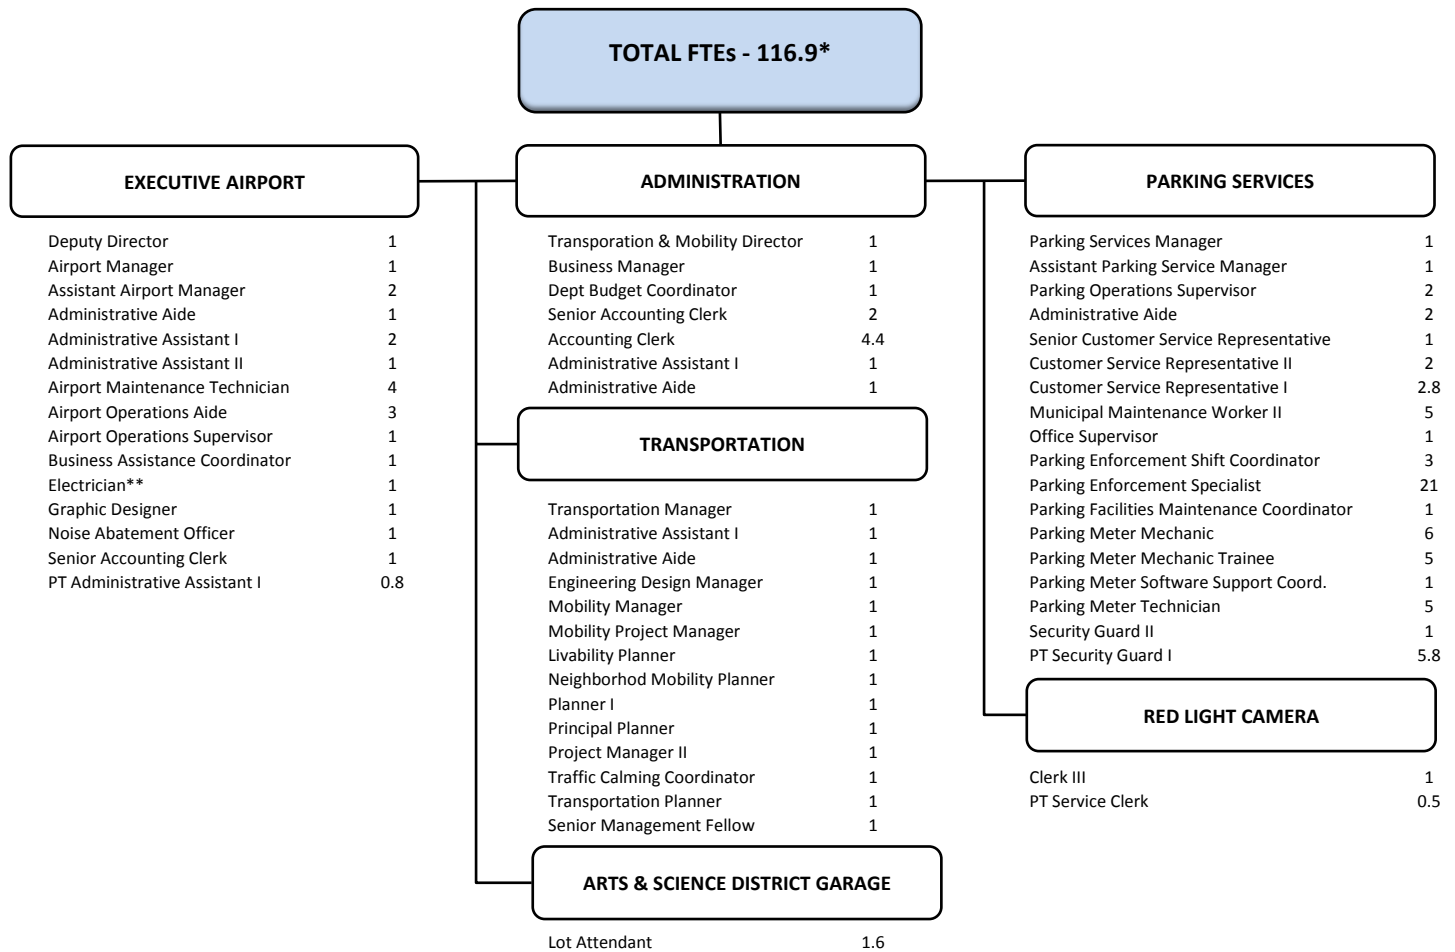 TOTAL FTEs - 116.9*
EXECUTIVE AIRPORT
Deputy Director 1
Airport Manager 1
Assistant Airport Manager 2
Administrative Aide 1
Administrative Assistant I 2
Administrative Assistant II 1
Airport Maintenance Technician 4
Airport Operations Aide 3
Airport Operations Supervisor 1
Business Assistance Coordinator 1
Electrician** 1
Graphic Designer 1
Noise Abatement Officer 1
Senior Accounting Clerk 1
PT Administrative Assistant I 0.8
ADMINISTRATION
Transporation & Mobility Director 1
Business Manager 1
Dept Budget Coordinator 1
Senior Accounting Clerk 2
Accounting Clerk 4.4
Administrative Assistant I 1
Administrative Aide 1
TRANSPORTATION
Transportation Manager 1
Administrative Assistant I 1
Administrative Aide 1
Engineering Design Manager 1
Mobility Manager 1
Mobility Project Manager 1
Livability Planner 1
Neighborhod Mobility Planner 1
Planner I 1
Principal Planner 1
Project Manager II 1
Traffic Calming Coordinator 1
Transportation Planner 1
Senior Management Fellow 1
ARTS & SCIENCE DISTRICT GARAGE
Lot Attendant 1.6
PARKING SERVICES
Parking Services Manager 1
Assistant Parking Service Manager 1
Parking Operations Supervisor 2
Administrative Aide 2
Senior Customer Service Representative 1
Customer Service Representative II 2
Customer Service Representative I 2.8
Municipal Maintenance Worker II 5
Office Supervisor 1
Parking Enforcement Shift Coordinator 3
Parking Enforcement Specialist 21
Parking Facilities Maintenance Coordinator 1
Parking Meter Mechanic 6
Parking Meter Mechanic Trainee 5
Parking Meter Software Support Coord. 1
Parking Meter Technician 5
Security Guard II 1
PT Security Guard I 5.8
RED LIGHT CAMERA
Clerk III 1
PT Service Clerk 0.5